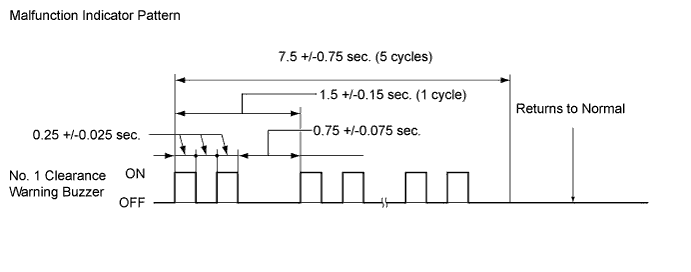 Malfunction Indicator Pattern
7.5 +/-0.75 sec. (5 cycles)
1.5 +/-0.15 sec. (1 cycle)
Returns to Normal
0.25 +/-0.025 sec.
0.75 +/-0.075 sec.
No. 1 Clearance
Warning Buzzer
ON
OFF